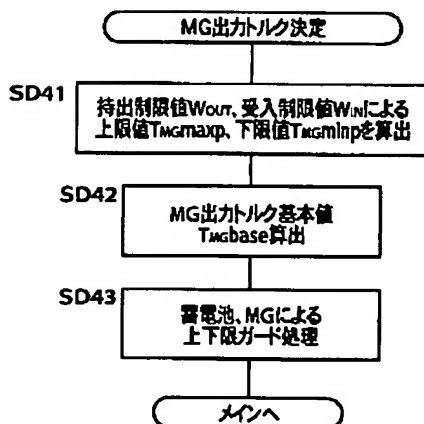 MG出力トルク決定
SD41
持出制限値WOUT、受入制限値WINによる
上限値TMGmaxp、下限値TMGminpを算出
SD42
MG出力トルク基本値
TMGbase算出
SD43
蓄電池、MGによる
上下限ガード処理
メインへ